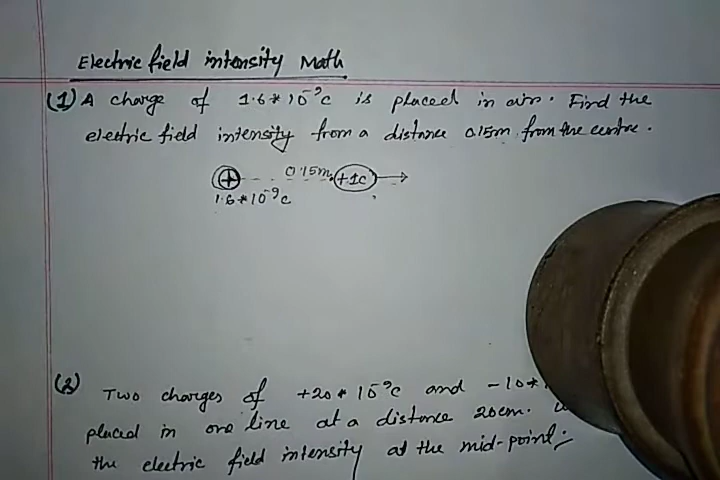 Electric field intensity Math
(1) A charge of 1.6*10⁻⁹c is placed in air. Find the
electric field intensity from a distance 0.15m from the centre.
+ 0.15m +1c
1.6*10⁻⁹c
(2) Two charges of +20*10⁻⁹c and -10*
placed in one line at a distance 20cm.
the electric field intensity at the mid-point:-